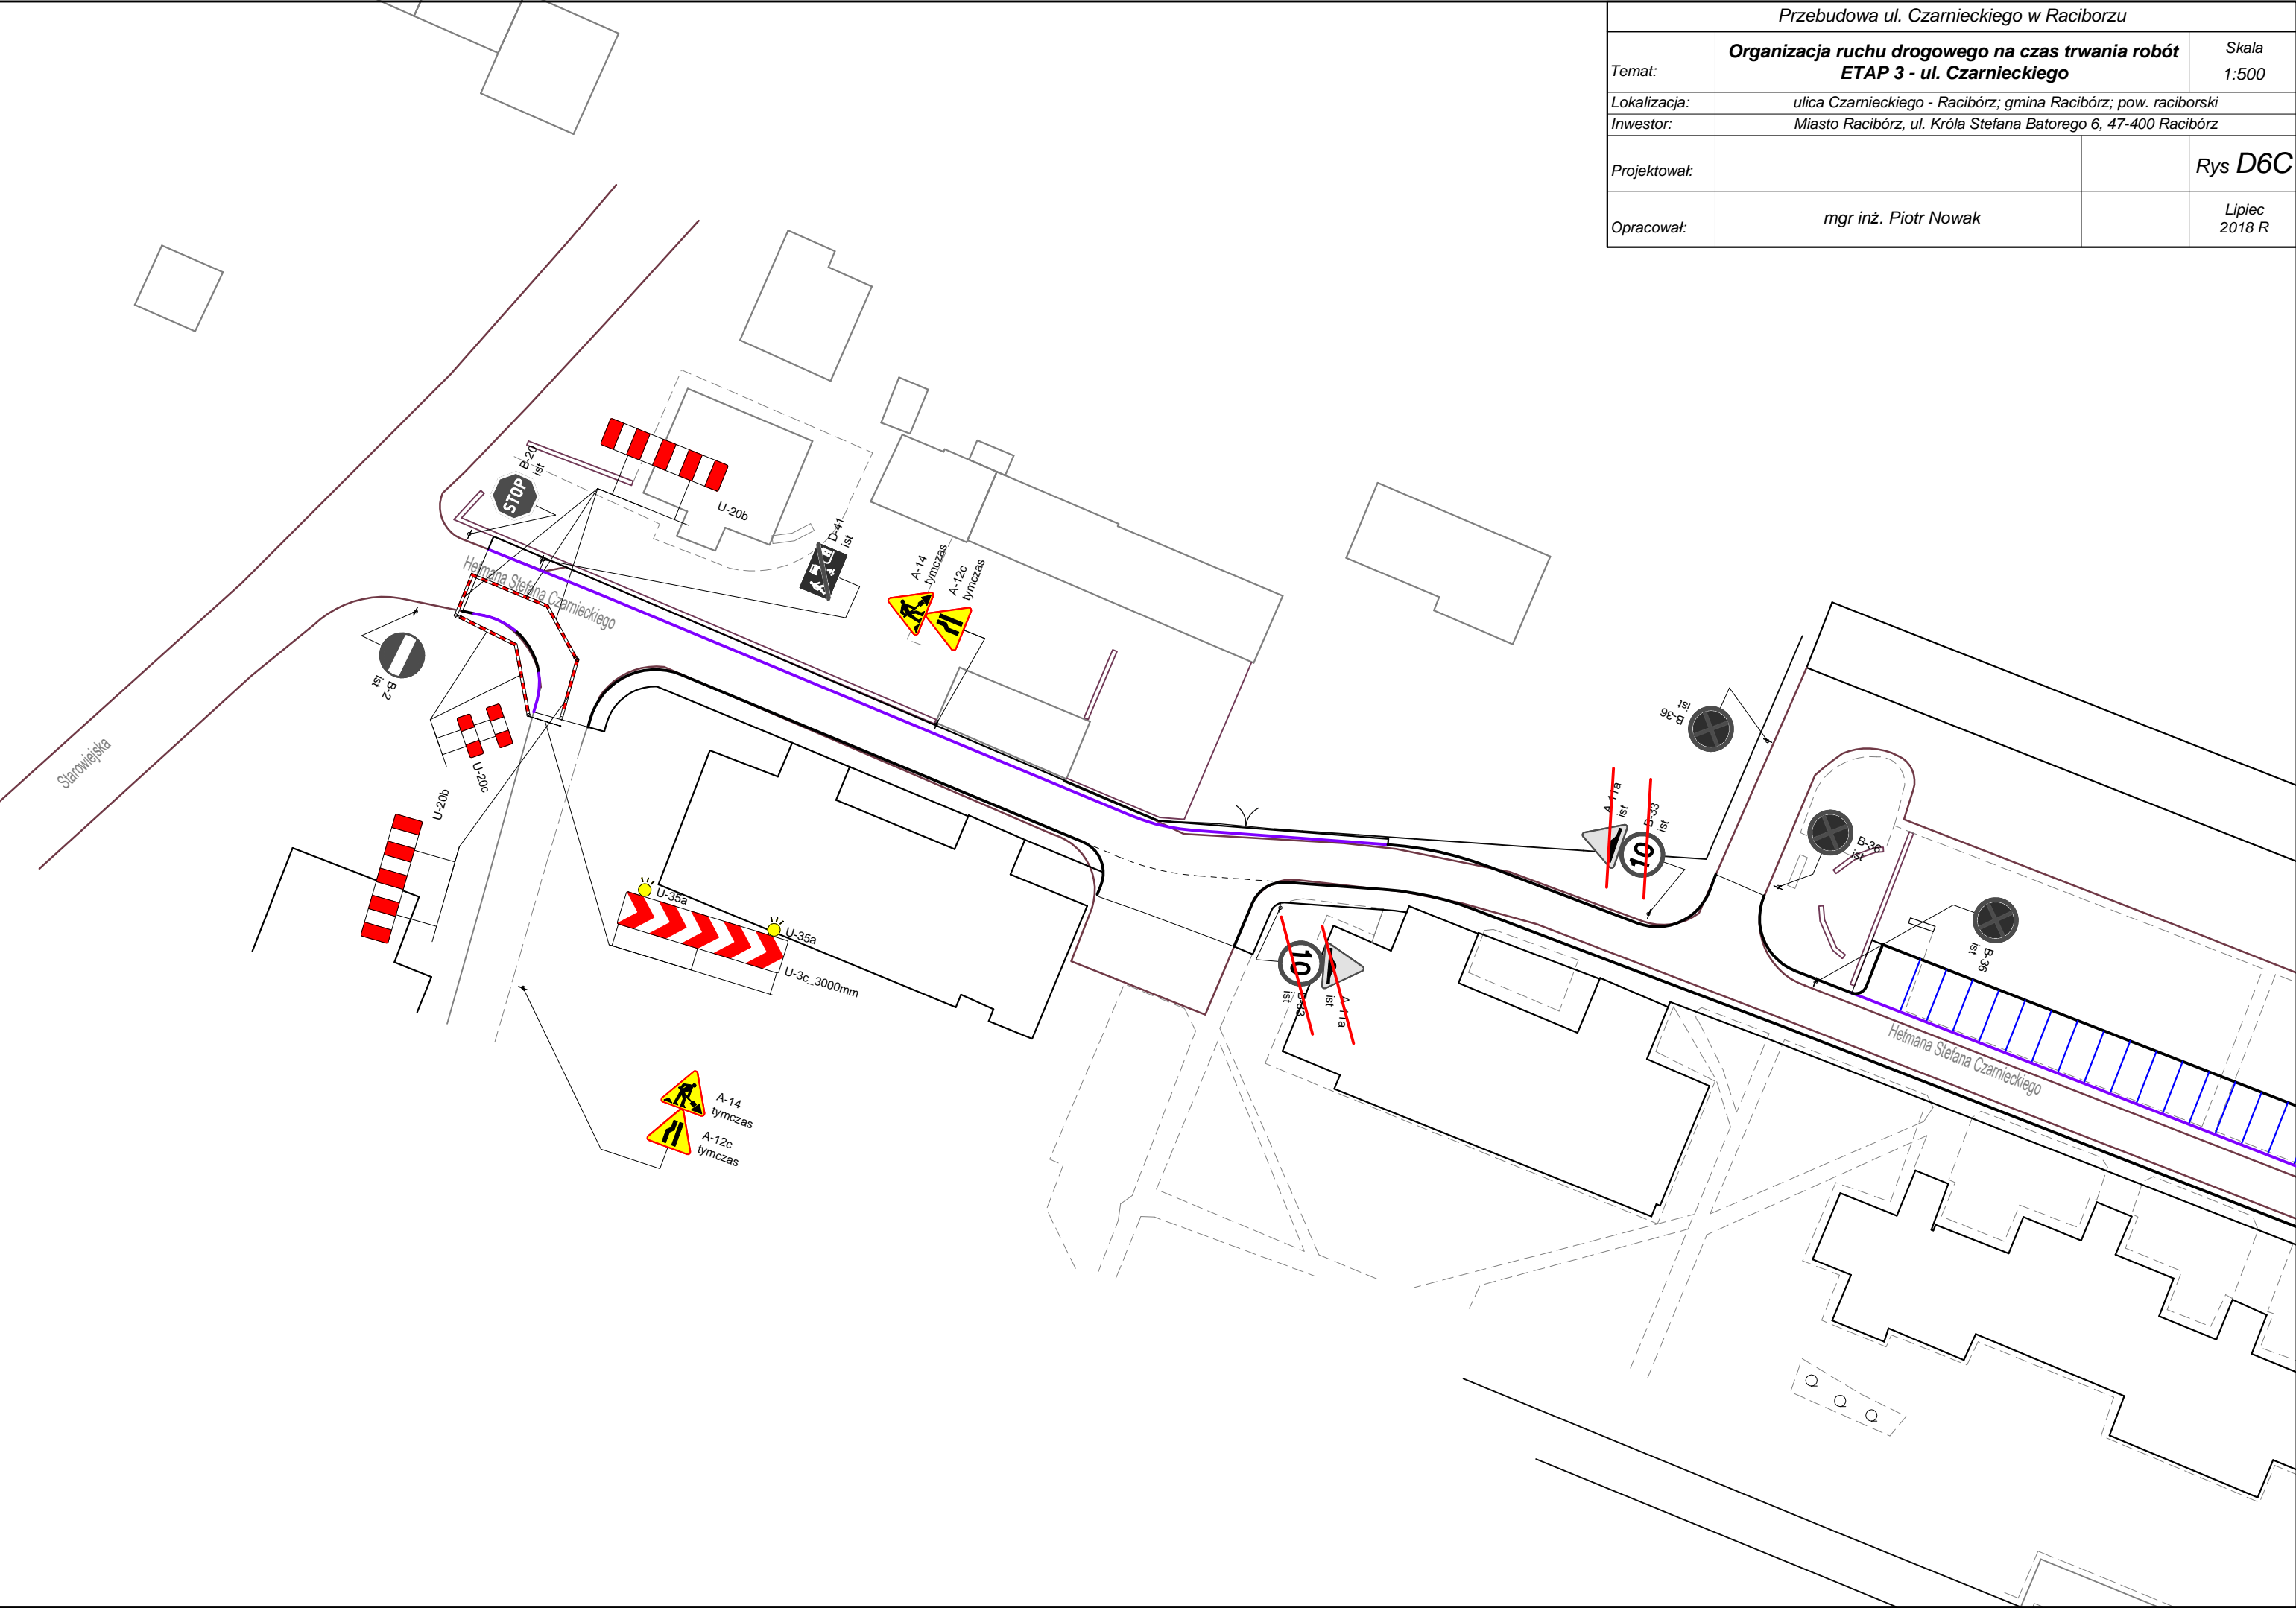 Przebudowa ul. Czarnieckiego w Raciborzu
Temat:
Organizacja ruchu drogowego na czas trwania robót
ETAP 3 - ul. Czarnieckiego
Skala
1:500
Lokalizacja:
ulica Czarnieckiego - Racibórz; gmina Racibórz; pow. raciborski
Inwestor:
Miasto Racibórz, ul. Króla Stefana Batorego 6, 47-400 Racibórz
Projektował:
Rys D6C
Opracował:
mgr inż. Piotr Nowak
Lipiec
2018 R
B-20
ist
STOP
U-20b
D-41
ist
A-14
tymczas
A-12c
tymczas
Hetmana Stefana Czarnieckiego
B-2
ist
Starowiejska
U-20c
U-20b
U-35a
U-35a
U-3c_3000mm
A-14
tymczas
A-12c
tymczas
B-36
ist
A-11a
ist
B-33
ist
10
B-36
ist
B-36
ist
10
B-33
ist
A-11a
ist
Hetmana Stefana Czarnieckiego